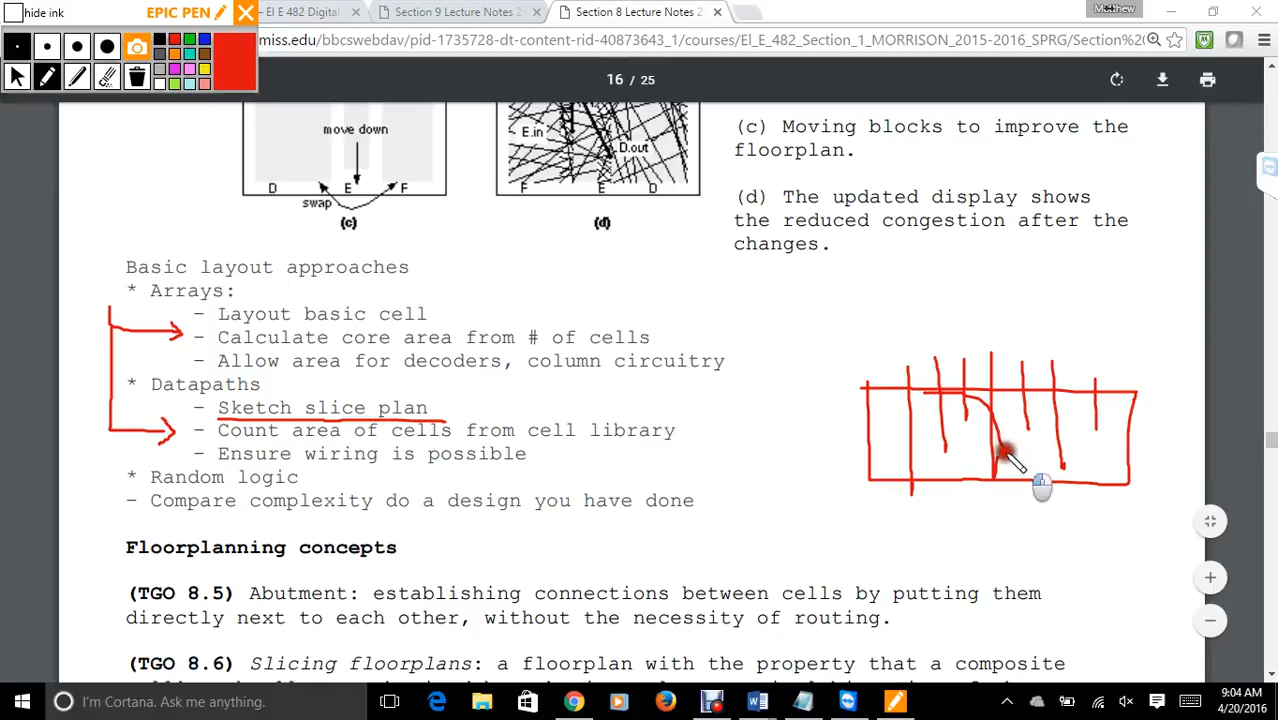 hide ink
EPIC PEN
El E 482 Digital
Section 9 Lecture Notes 2
Section 8 Lecture Notes 2
Matthew
miss.edu/bbcswebdav/pid-1735728-dt-content-rid-40873643_1/courses/El_E_482_Section_1_MORRISON_2015-2016_SPRG/Section%2
16 / 25
move down
D E F
swap
(c)
E.in
D.out
F E D
(d)
(c) Moving blocks to improve the
floorplan.
(d) The updated display shows
the reduced congestion after the
changes.
Basic layout approaches
* Arrays:
- Layout basic cell
- Calculate core area from # of cells
- Allow area for decoders, column circuitry
* Datapaths
- Sketch slice plan
- Count area of cells from cell library
- Ensure wiring is possible
* Random logic
- Compare complexity do a design you have done
Floorplanning concepts
(TGO 8.5) Abutment: establishing connections between cells by putting them
directly next to each other, without the necessity of routing.
(TGO 8.6) Slicing floorplans: a floorplan with the property that a composite
I'm Cortana. Ask me anything.
9:04 AM
4/20/2016